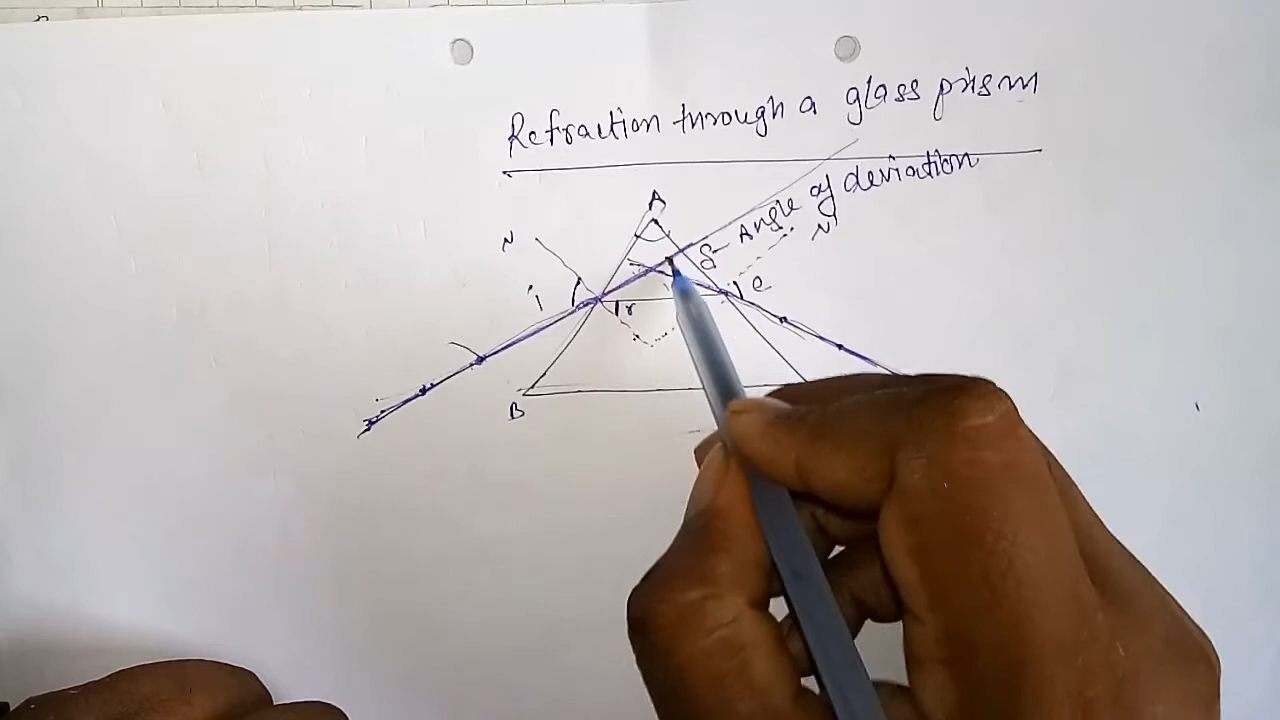 Refraction through a glass prism
A
δ - Angle of deviation
N
N'
i
e
r
B